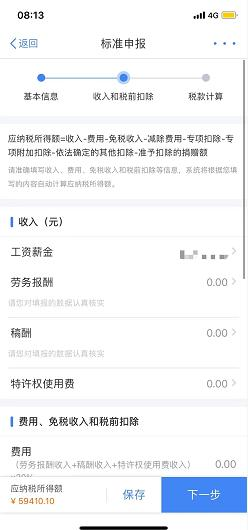 08:13
4G
返回
标准申报
基本信息
收入和税前扣除
税款计算
应纳税所得额=收入-费用-免税收入-减除费用-专项扣除-专
项附加扣除-依法确定的其他扣除-准予扣除的捐赠额
请准确填写收入、费用、免税收入和税前扣除等信息，系统将根据您填
写的内容自动计算应纳税所得额。
收入（元）
工资薪金
劳务报酬 0.00
请您对填报的数据认真核实
稿酬 0.00
请您对填报的数据认真核实
特许权使用费 0.00
费用、免税收入和税前扣除
费用
（劳务报酬收入+稿酬收入+特许权使用费收入） 0.00
应纳税所得额
¥ 59410.10
保存
下一步